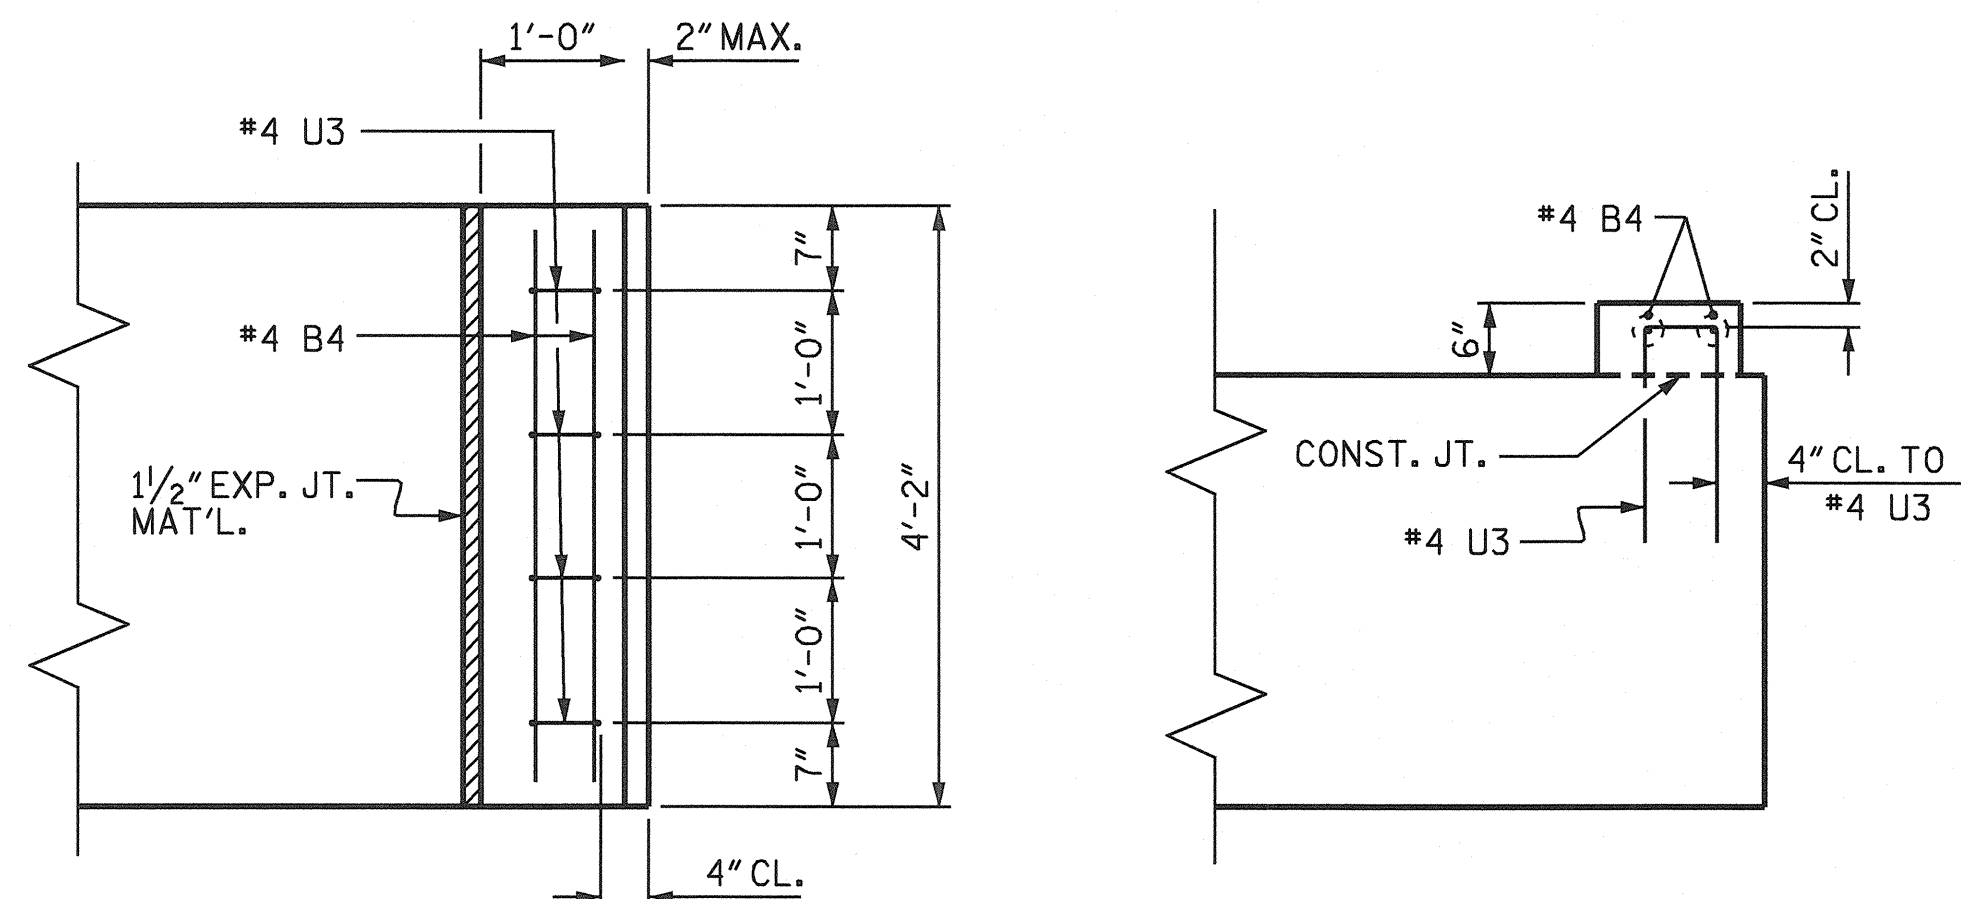 1'-0"
2" MAX.
#4 U3
7"
#4 B4
1'-0"
1'-0"
4'-2"
1½" EXP. JT.
MAT'L.
1'-0"
7"
4" CL.
#4 B4
2" CL.
6"
CONST. JT.
4" CL. TO
#4 U3
#4 U3